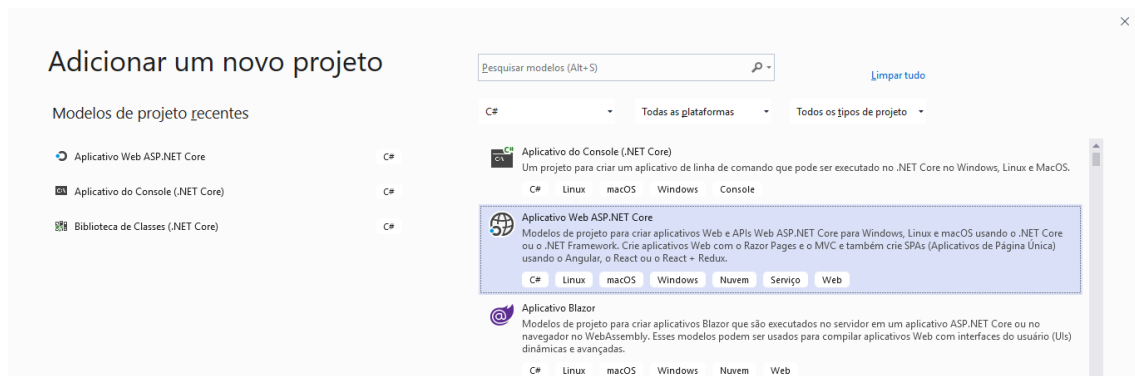 Adicionar um novo projeto
Pesquisar modelos (Alt+S)
Limpar tudo
Modelos de projeto recentes
C#
Todas as plataformas
Todos os tipos de projeto
Aplicativo Web ASP.NET Core C#
Aplicativo do Console (.NET Core) C#
Biblioteca de Classes (.NET Core) C#
Aplicativo do Console (.NET Core)
Um projeto para criar um aplicativo de linha de comando que pode ser executado no .NET Core no Windows, Linux e MacOS.
C# Linux macOS Windows Console
Aplicativo Web ASP.NET Core
Modelos de projeto para criar aplicativos Web e APIs Web ASP.NET Core para Windows, Linux e macOS usando o .NET Core
ou o .NET Framework. Crie aplicativos Web com o Razor Pages e o MVC e também crie SPAs (Aplicativos de Página Única)
usando o Angular, o React ou o React + Redux.
C# Linux macOS Windows Nuvem Serviço Web
Aplicativo Blazor
Modelos de projeto para criar aplicativos Blazor que são executados no servidor em um aplicativo ASP.NET Core ou no
navegador no WebAssembly. Esses modelos podem ser usados para compilar aplicativos Web com interfaces do usuário (UIs)
dinâmicas e avançadas.
C# Linux macOS Windows Nuvem Web